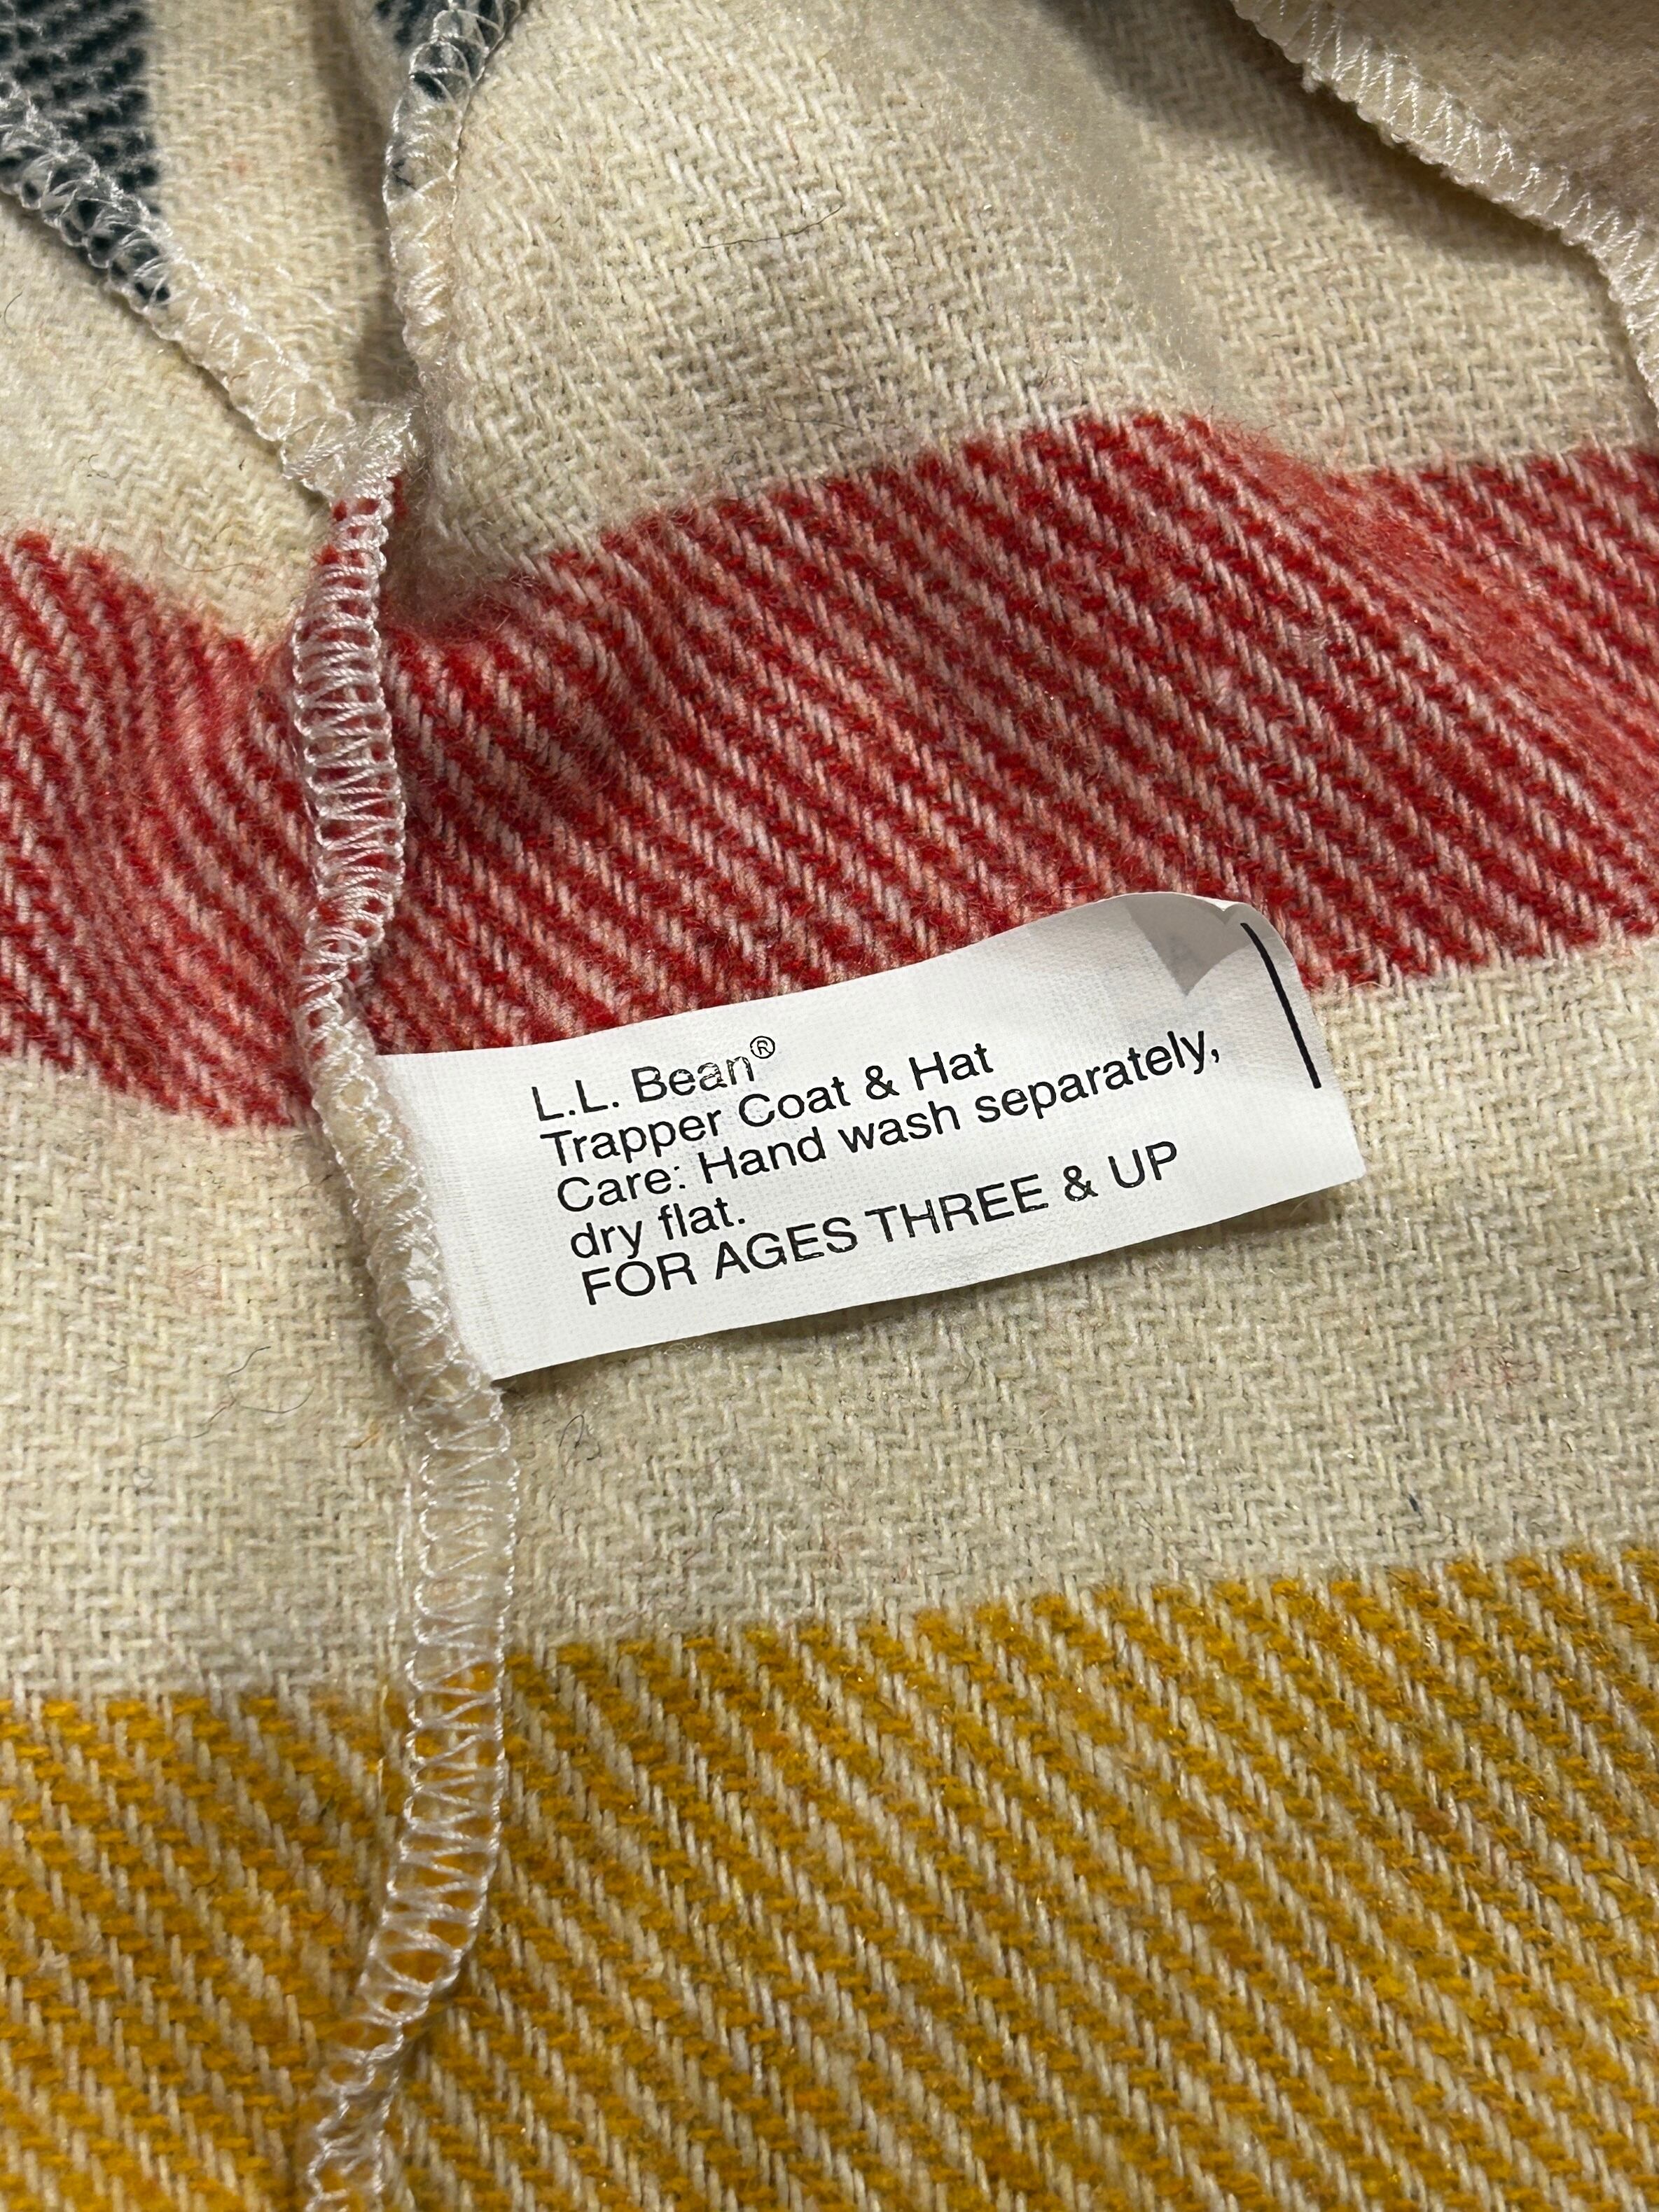 L.L. Bean®
Trapper Coat & Hat
Care: Hand wash separately,
dry flat.
FOR AGES THREE & UP